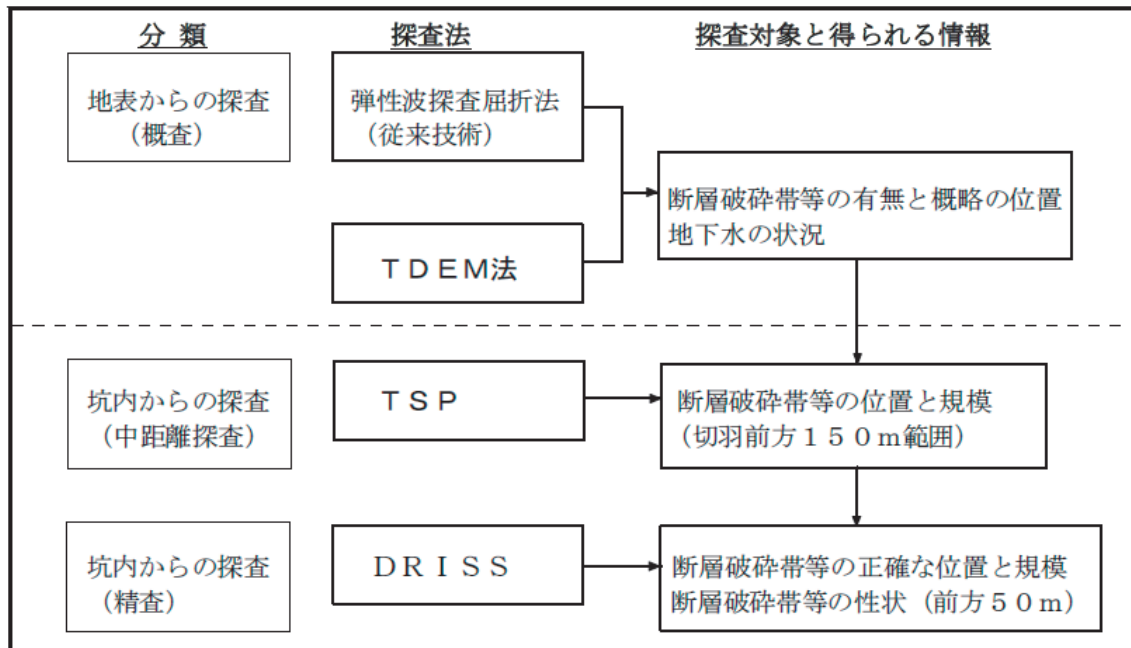 分 類
探査法
探査対象と得られる情報
地表からの探査
(概査)
弾性波探査屈折法
(従来技術)
ＴＤＥＭ法
断層破砕帯等の有無と概略の位置
地下水の状況
坑内からの探査
(中距離探査)
ＴＳＰ
断層破砕帯等の位置と規模
(切羽前方１５０ｍ範囲)
坑内からの探査
(精査)
ＤＲＩＳＳ
断層破砕帯等の正確な位置と規模
断層破砕帯等の性状（前方５０ｍ）